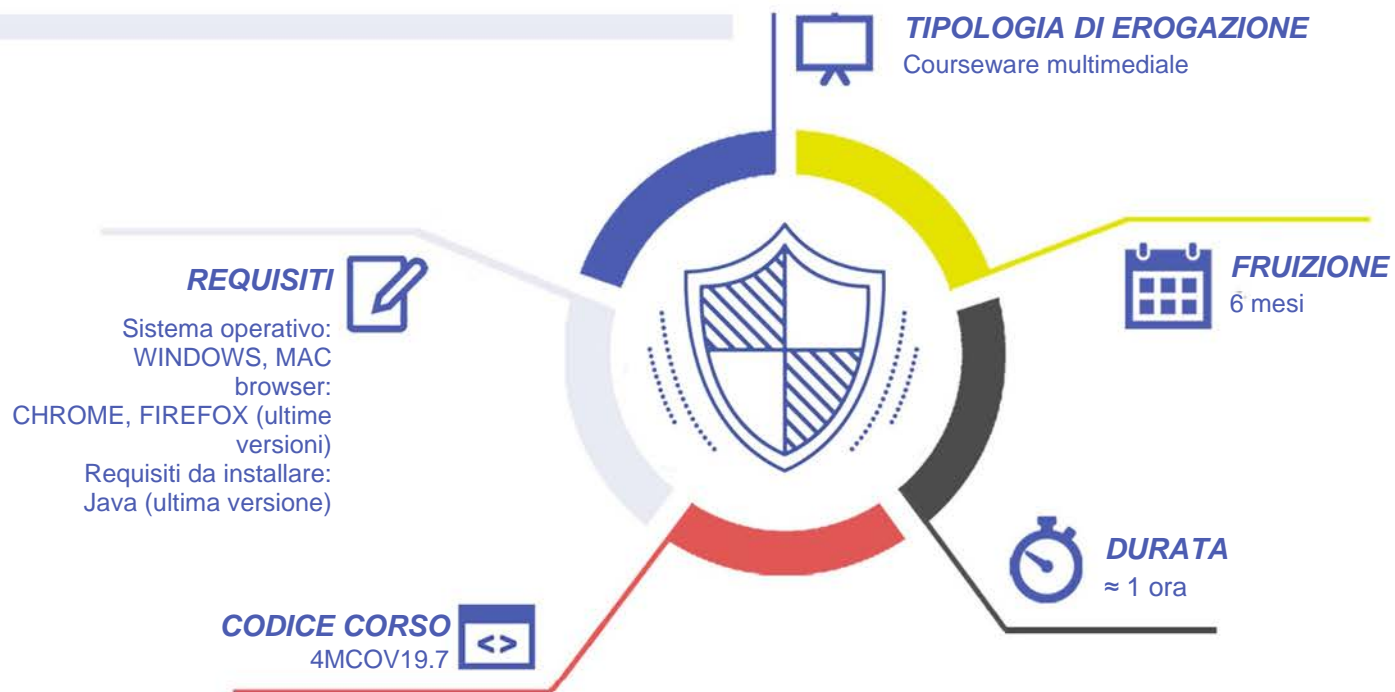 TIPOLOGIA DI EROGAZIONE
Courseware multimediale
REQUISITI
Sistema operativo:
WINDOWS, MAC
browser:
CHROME, FIREFOX (ultime
versioni)
Requisiti da installare:
Java (ultima versione)
FRUIZIONE
6 mesi
DURATA
≈ 1 ora
CODICE CORSO
4MCOV19.7
<>